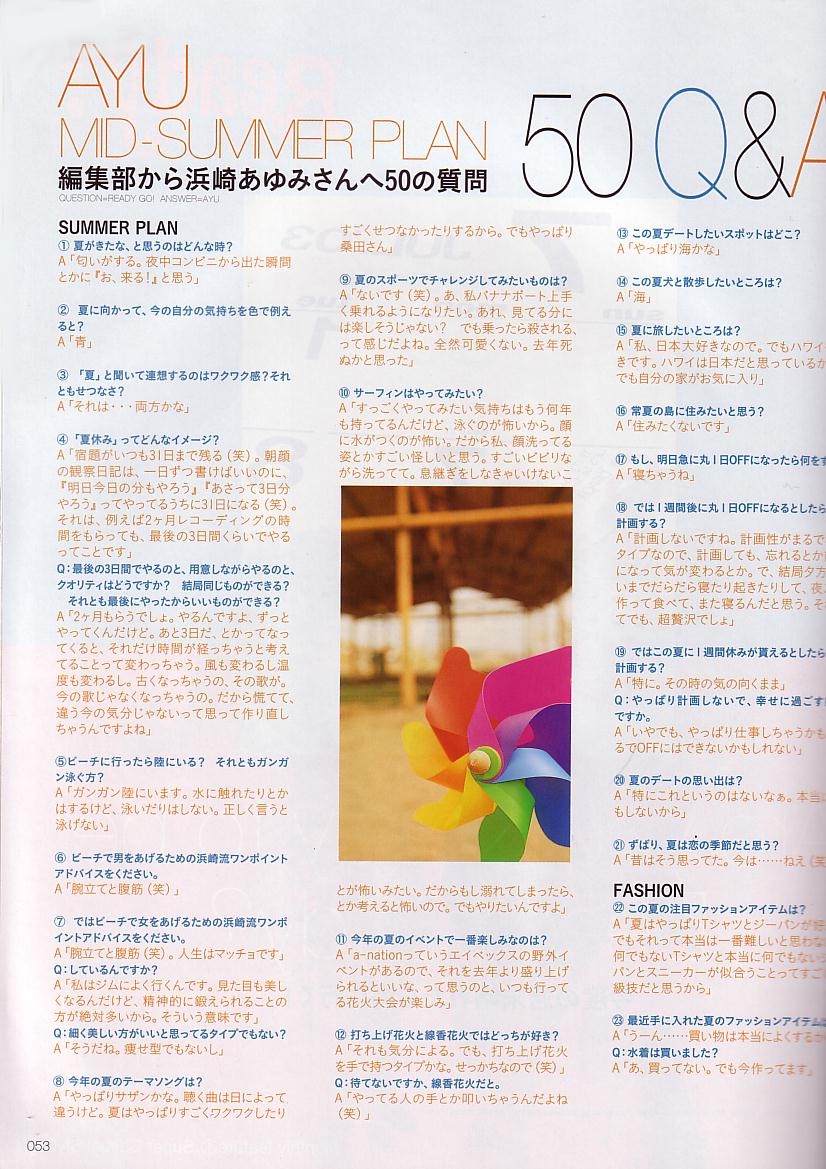 AYU
MID-SUMMER PLAN
50 Q&A
編集部から浜崎あゆみさんへ50の質問
QUESTION=READY GO! ANSWER=AYU
SUMMER PLAN
① 夏がきたな、と思うのはどんな時?
A「匂いがする。夜中コンビニから出た瞬間
とかに『お、来る!』と思う」
② 夏に向かって、今の自分の気持ちを色で例え
ると?
A「青」
③ 「夏」と聞いて連想するのはワクワク感?それ
ともせつなさ?
A「それは・・・両方かな」
④「夏休み」ってどんなイメージ?
A「宿題がいつも31日まで残る(笑)。朝顔
の観察日記は、一日ずつ書けばいいのに、
『明日今日の分もやろう』『あさって3日分
やろう』ってやってるうちに31日になる(笑)。
それは、例えば2ヶ月レコーディングの時
間をもらっても、最後の3日間くらいでやる
ってことです」
Q:最後の3日間でやるのと、用意しながらやるのと、
クオリティはどうですか? 結局同じものができる?
それとも最後にやったからいいものができる?
A「2ヶ月もらうでしょ。やるんですよ、ずっと
やってくんだけど。あと3日だ、とかってなっ
てくると、それだけ時間が経っちゃうと考え
てることって変わっちゃう。風も変わるし温
度も変わるし。古くなっちゃうの、その歌が。
今の歌じゃなくなっちゃうの。だから慌てて、
違う今の気分じゃないって思って作り直し
ちゃうんですよね」
⑤ビーチに行ったら陸にいる? それともガンガ
ン泳ぐ方?
A「ガンガン陸にいます。水に触れたりとか
はするけど、泳いだりはしない。正しく言うと
泳げない」
⑥ ビーチで男をあげるための浜崎流ワンポイント
アドバイスをください。
A「腕立てと腹筋(笑)」
⑦ ではビーチで女をあげるための浜崎流ワンポ
イントアドバイスをください。
A「腕立てと腹筋(笑)。人生はマッチョです」
Q:しているんですか?
A「私はジムによく行くんです。見た目も美し
くなるんだけど、精神的に鍛えられることの
方が絶対多いから。そういう意味です」
Q:細く美しい方がいいと思ってるタイプでもない?
A「そうだね。痩せ型でもないし」
⑧ 今年の夏のテーマソングは?
A「やっぱりサザンかな。聴く曲は日によって
違うけど。夏はやっぱりすごくワクワクしたり
すごくせつなかったりするから。でもやっぱり
桑田さん」
⑨ 夏のスポーツでチャレンジしてみたいものは?
A「ないです(笑)。あ、私バナナボート上手
く乗れるようになりたい。あれ、見てる分に
は楽しそうじゃない? でも乗ったら殺される、
って感じだよね。全然可愛くない。去年死
ぬかと思った」
⑩ サーフィンはやってみたい?
A「すっごくやってみたい気持ちはもう何年
も持ってるんだけど、泳ぐのが怖いから。顔
に水がつくのが怖い。だから私、顔洗ってる
姿とかすごい怪しいと思う。すごいビビりな
がら洗ってて。息継ぎをしなきゃいけないこ
とが怖いみたい。だからもし溺れてしまったら、
とか考えると怖いので。でもやりたいんですよ」
⑪ 今年の夏のイベントで一番楽しみなのは?
A「a-nationっていうエイベックスの野外イ
ベントがあるので、それを去年より盛り上げ
られるといいな、って思うのと、いつも行って
る花火大会が楽しみ」
⑫ 打ち上げ花火と線香花火ではどっちが好き?
A「それも気分による。でも、打ち上げ花火
を手で持つタイプかな。せっかちなので(笑)」
Q:待てないですか、線香花火だと。
A「やってる人の手とか叩いちゃうんだよね
(笑)」
⑬ この夏デートしたいスポットはどこ?
A「やっぱり海かな」
⑭ この夏犬と散歩したいところは?
A「海」
⑮ 夏に旅したいところは?
A「私、日本大好きなので。でもハワイ
きです。ハワイは日本だと思っているか
でも自分の家がお気に入り」
⑯ 常夏の島に住みたいと思う?
A「住みたくないです」
⑰ もし、明日急に丸1日OFFになったら何を
A「寝ちゃうね」
⑱ では1週間後に丸1日OFFになるとしたら
計画する?
A「計画しないですね。計画性がまるで
タイプなので、計画しても、忘れるとか
になって気が変わるとか。で、結局夕方
いまでだらだら寝たり起きたりして、夜
作って食べて、また寝るんだと思う。そ
てでも、超贅沢でしょ」
⑲ ではこの夏に1週間休みが貰えるとしたら
計画する?
A「特に。その時の気の向くまま」
Q:やっぱり計画しないで、幸せに過ごす
ですか。
A「いやでも、やっぱり仕事しちゃうかも
るでOFFにはできないかもしれない」
⑳ 夏のデートの思い出は?
A「特にこれというのはないなぁ。本当
もしないから」
㉑ ずばり、夏は恋の季節だと思う?
A「昔はそう思ってた。今は……ねえ(笑
FASHION
㉒ この夏の注目ファッションアイテムは?
A「夏はやっぱりTシャツとジーパンが好
でもそれって本当は一番難しいと思わな
何でもないTシャツと本当に何でもない
パンとスニーカーが似合うことってすご
級技だと思うから」
㉓ 最近手に入れた夏のファッションアイテム
A「うーん……買い物は本当によくするか
Q:水着は買いました?
A「あ、買ってない。でも今作ってます」
053